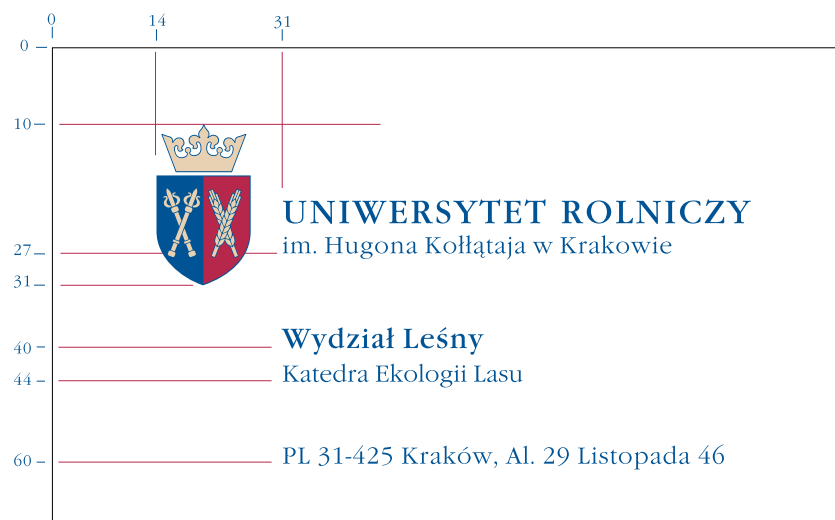 0 14 31
0
10
UNIWERSYTET ROLNICZY
im. Hugona Kołłątaja w Krakowie
27
31
Wydział Leśny
40
Katedra Ekologii Lasu
44
PL 31-425 Kraków, Al. 29 Listopada 46
60